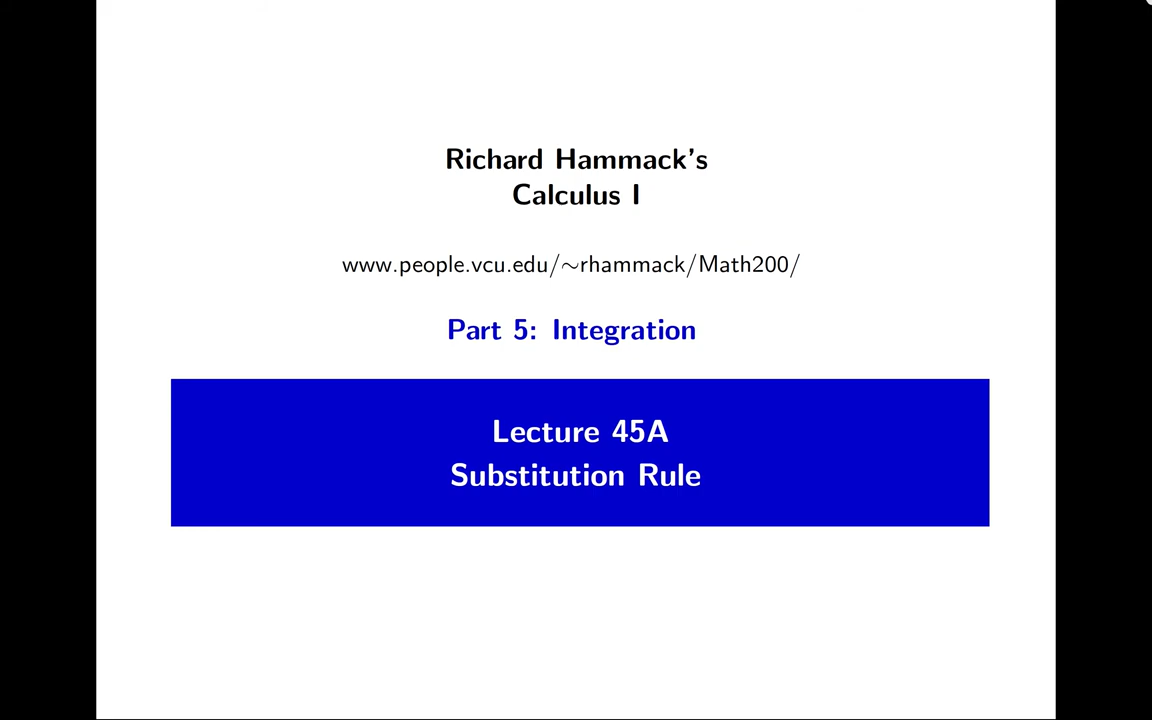 Richard Hammack's
Calculus I
www.people.vcu.edu/~rhammack/Math200/
Part 5: Integration
Lecture 45A
Substitution Rule